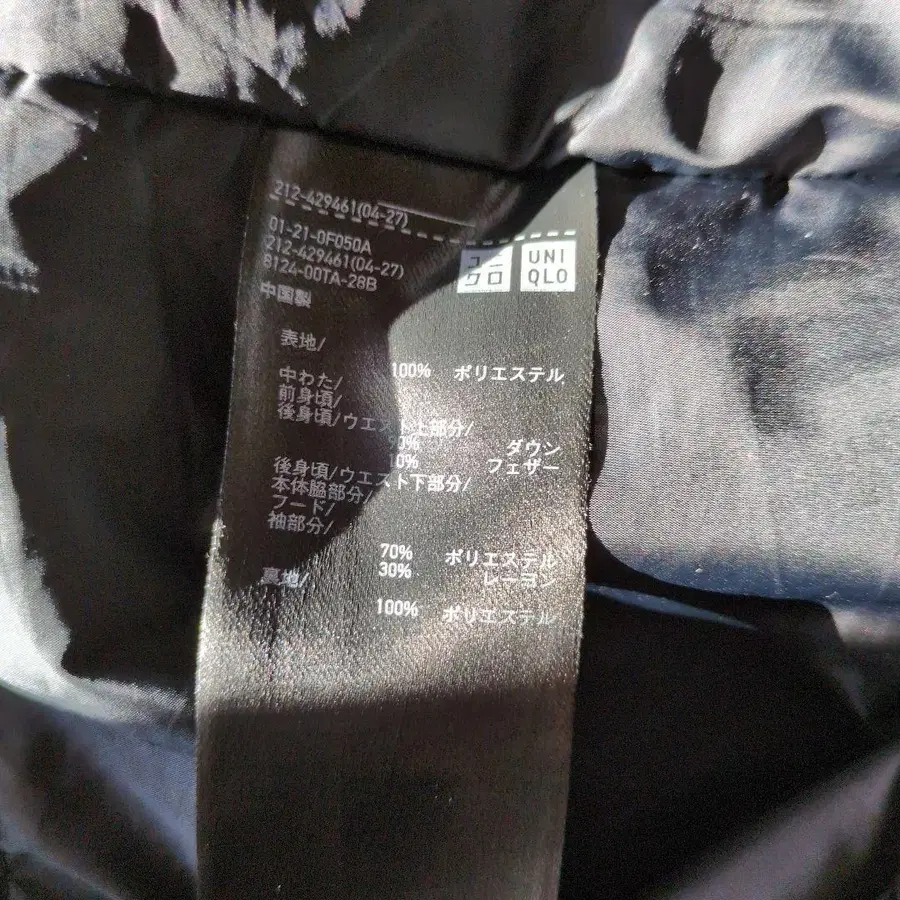 212-429461(04-27)
01-21-0F050A
212-429461(04-27)
8124-00TA-28B
中国製
ユニ
クロ
UNI
QLO
表地/
100% ポリエステル
中わた/
前身頃/
後身頃/ウエスト上部分/
90% ダウン
10% フェザー
後身頃/ウエスト下部分/
本体脇部分/
フード/
袖部分/
70% ポリエステル
30% レーヨン
裏地/
100% ポリエステル